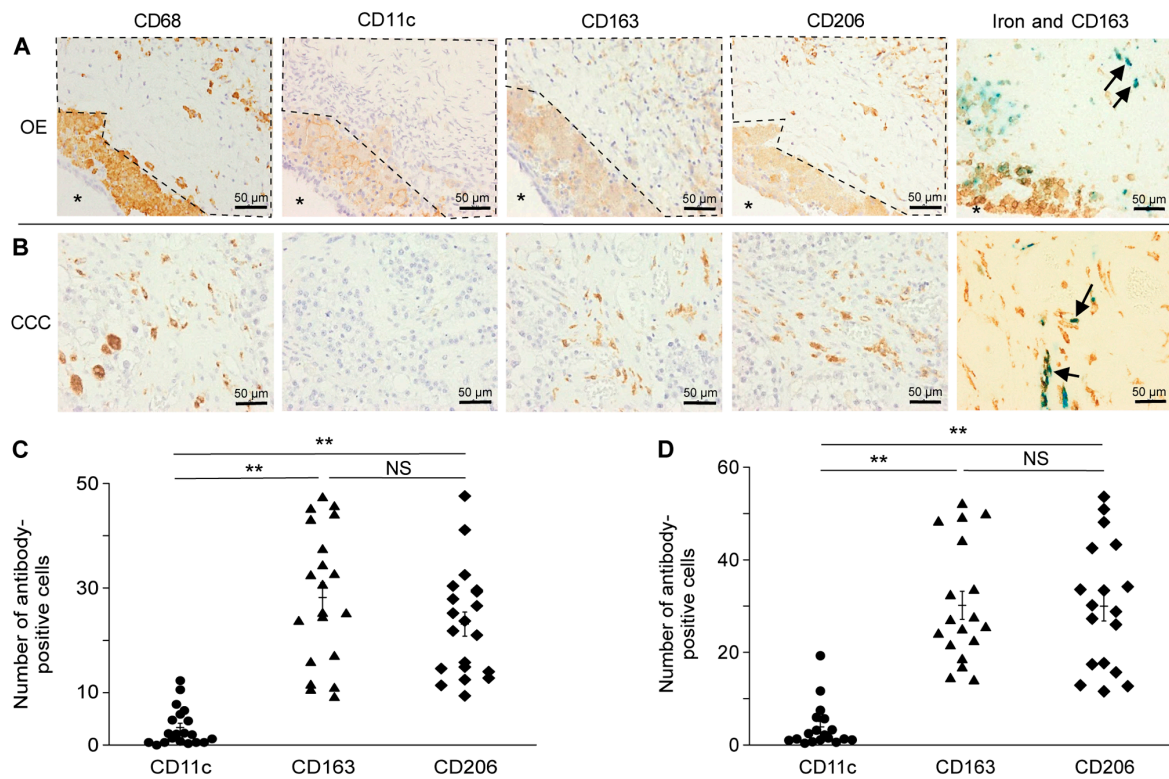 CD68 CD11c CD163 CD206 Iron and CD163
A
OE
* * * * *
50 µm 50 µm 50 µm 50 µm 50 µm
B
CCC
50 µm 50 µm 50 µm 50 µm 50 µm
C
**
** NS
Number of antibody-
positive cells
50
30
10
0
CD11c CD163 CD206
D
**
** NS
Number of antibody-
positive cells
60
40
20
0
CD11c CD163 CD206